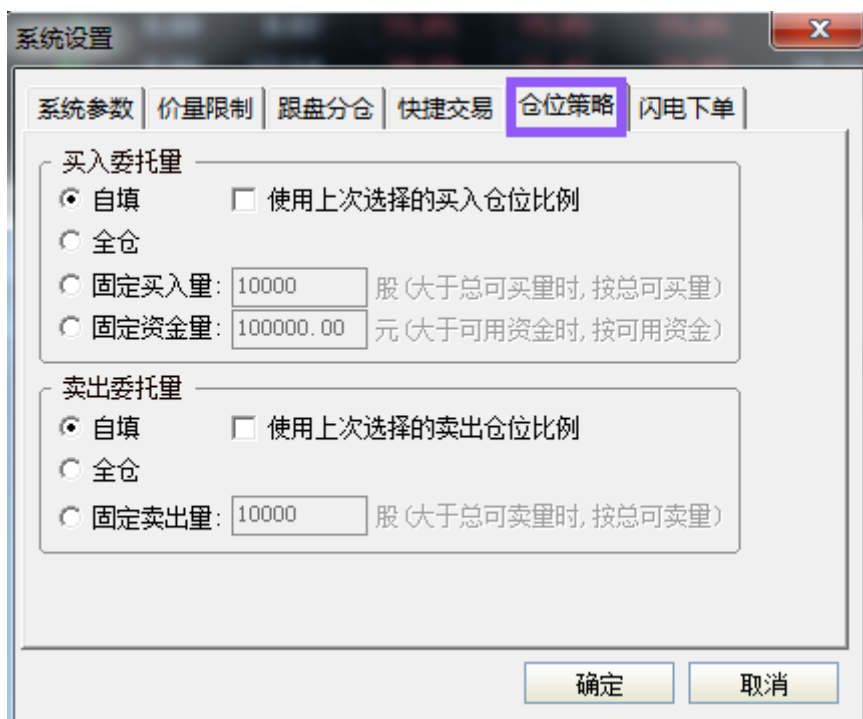 系统设置
系统参数 价量限制 跟盘分仓 快捷交易 仓位策略 闪电下单
买入委托量
自填 使用上次选择的买入仓位比例
全仓
固定买入量: 10000 股(大于总可买量时,按总可买量)
固定资金量: 100000.00 元(大于可用资金时,按可用资金)
卖出委托量
自填 使用上次选择的卖出仓位比例
全仓
固定卖出量: 10000 股(大于总可卖量时,按总可卖量)
确定 取消